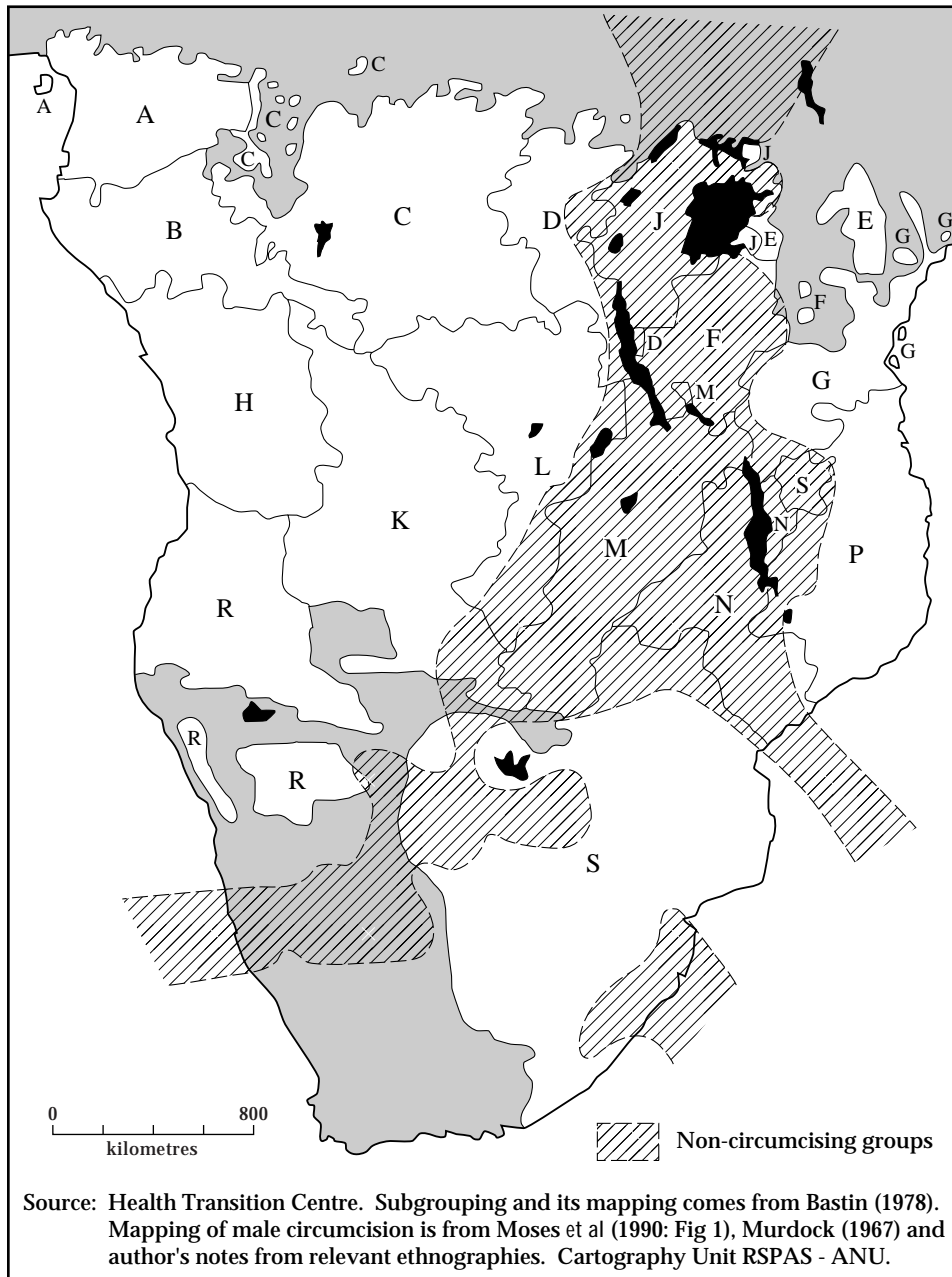 C
A
A
C
C
J
B
C
D
J
E
G
G
J
E
F
D
F
G
M
G
H
L
S
K
N
M
P
R
N
R
R
S
0 800
kilometres
Non-circumcising groups
Source: Health Transition Centre. Subgrouping and its mapping comes from Bastin (1978).
Mapping of male circumcision is from Moses et al (1990: Fig 1), Murdock (1967) and
author's notes from relevant ethnographies. Cartography Unit RSPAS - ANU.